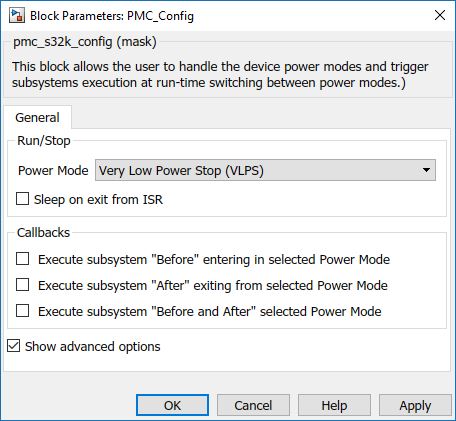 Block Parameters: PMC_Config
pmc_s32k_config (mask)
This block allows the user to handle the device power modes and trigger
subsystems execution at run-time switching between power modes.)
General
Run/Stop
Power Mode Very Low Power Stop (VLPS)
Sleep on exit from ISR
Callbacks
Execute subsystem "Before" entering in selected Power Mode
Execute subsystem "After" exiting from selected Power Mode
Execute subsystem "Before and After" selected Power Mode
Show advanced options
OK Cancel Help Apply